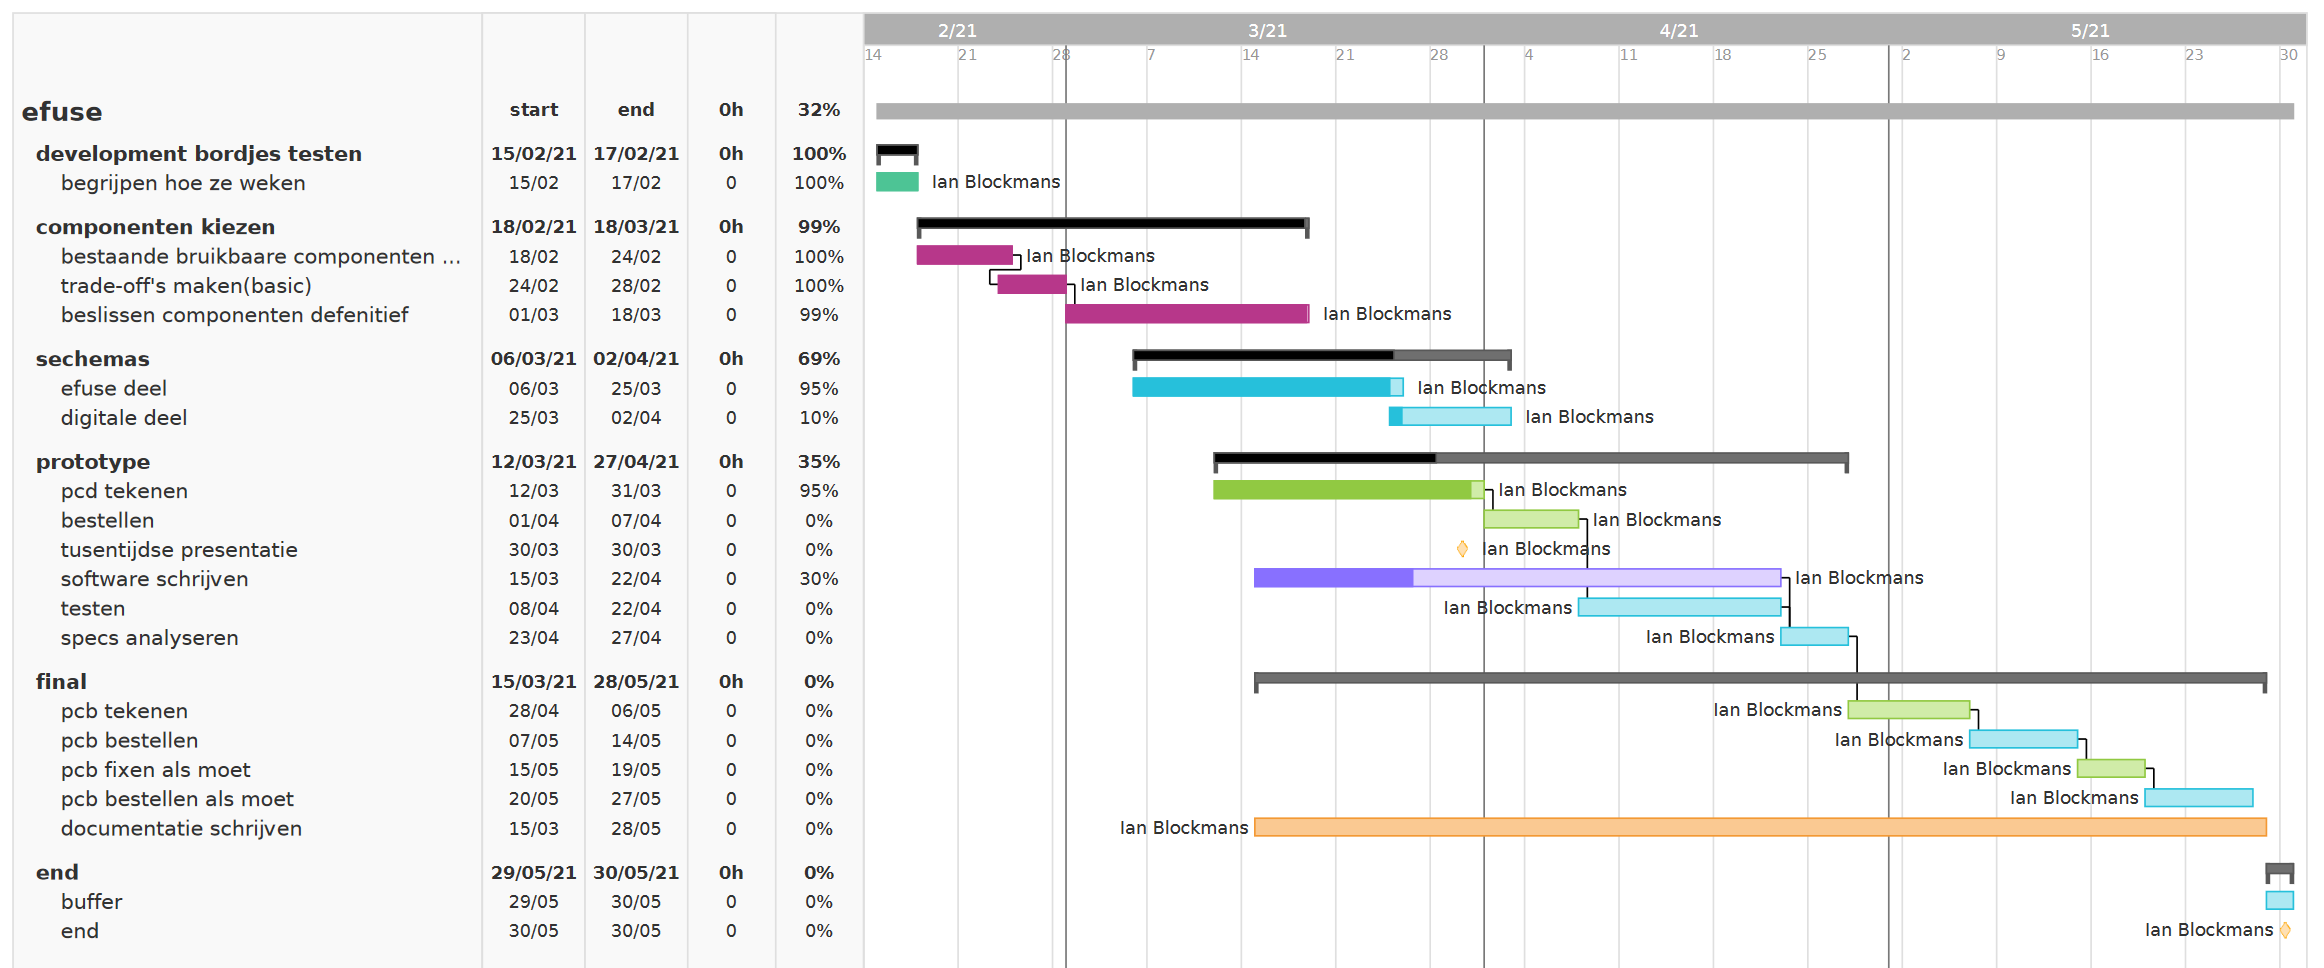 2/21 3/21 4/21 5/21
14 21 28 7 14 21 28 4 11 18 25 2 9 16 23 30
efuse start end 0h 32%
development bordjes testen 15/02/21 17/02/21 0h 100%
begrijpen hoe ze weken 15/02 17/02 0 100% Ian Blockmans
componenten kiezen 18/02/21 18/03/21 0h 99%
bestaande bruikbaare componenten ... 18/02 24/02 0 100% Ian Blockmans
trade-off's maken(basic) 24/02 28/02 0 100% Ian Blockmans
beslissen componenten defenitief 01/03 18/03 0 99% Ian Blockmans
sechemas 06/03/21 02/04/21 0h 69%
efuse deel 06/03 25/03 0 95% Ian Blockmans
digitale deel 25/03 02/04 0 10% Ian Blockmans
prototype 12/03/21 27/04/21 0h 35%
pcd tekenen 12/03 31/03 0 95% Ian Blockmans
bestellen 01/04 07/04 0 0% Ian Blockmans
tusentijdse presentatie 30/03 30/03 0 0% Ian Blockmans
software schrijven 15/03 22/04 0 30% Ian Blockmans
testen 08/04 22/04 0 0% Ian Blockmans
specs analyseren 23/04 27/04 0 0% Ian Blockmans
final 15/03/21 28/05/21 0h 0%
pcb tekenen 28/04 06/05 0 0% Ian Blockmans
pcb bestellen 07/05 14/05 0 0% Ian Blockmans
pcb fixen als moet 15/05 19/05 0 0% Ian Blockmans
pcb bestellen als moet 20/05 27/05 0 0% Ian Blockmans
documentatie schrijven 15/03 28/05 0 0% Ian Blockmans
end 29/05/21 30/05/21 0h 0%
buffer 29/05 30/05 0 0%
end 30/05 30/05 0 0% Ian Blockmans